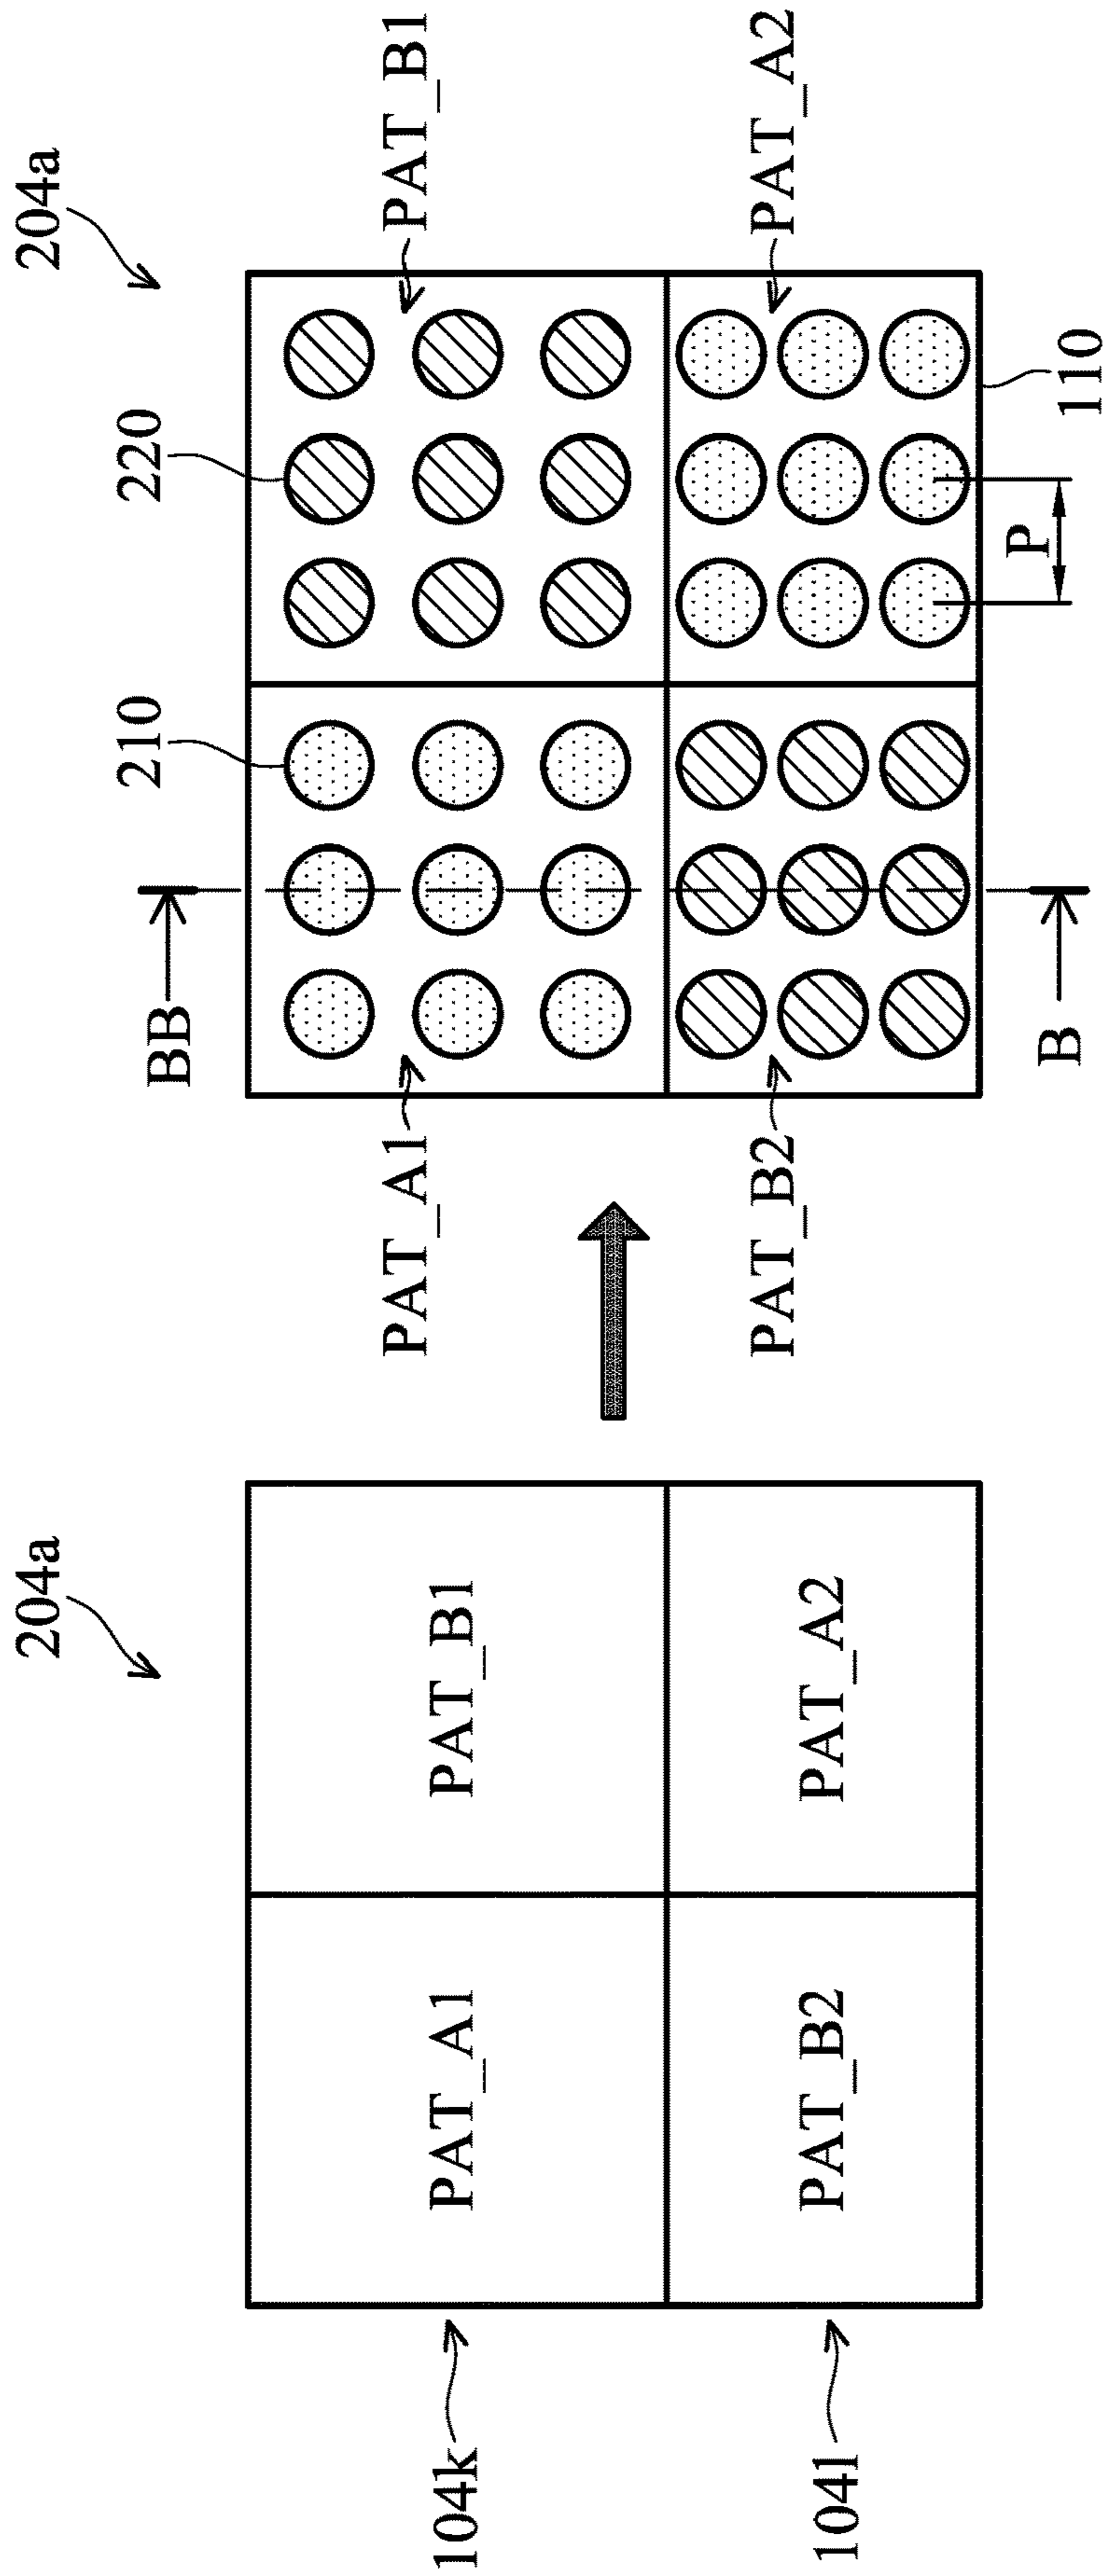 204a
PAT_A1
PAT_B1
PAT_B2
PAT_A2
104k
104l
204a
BB
210
220
PAT_A1
PAT_B1
PAT_B2
PAT_A2
B
P
110